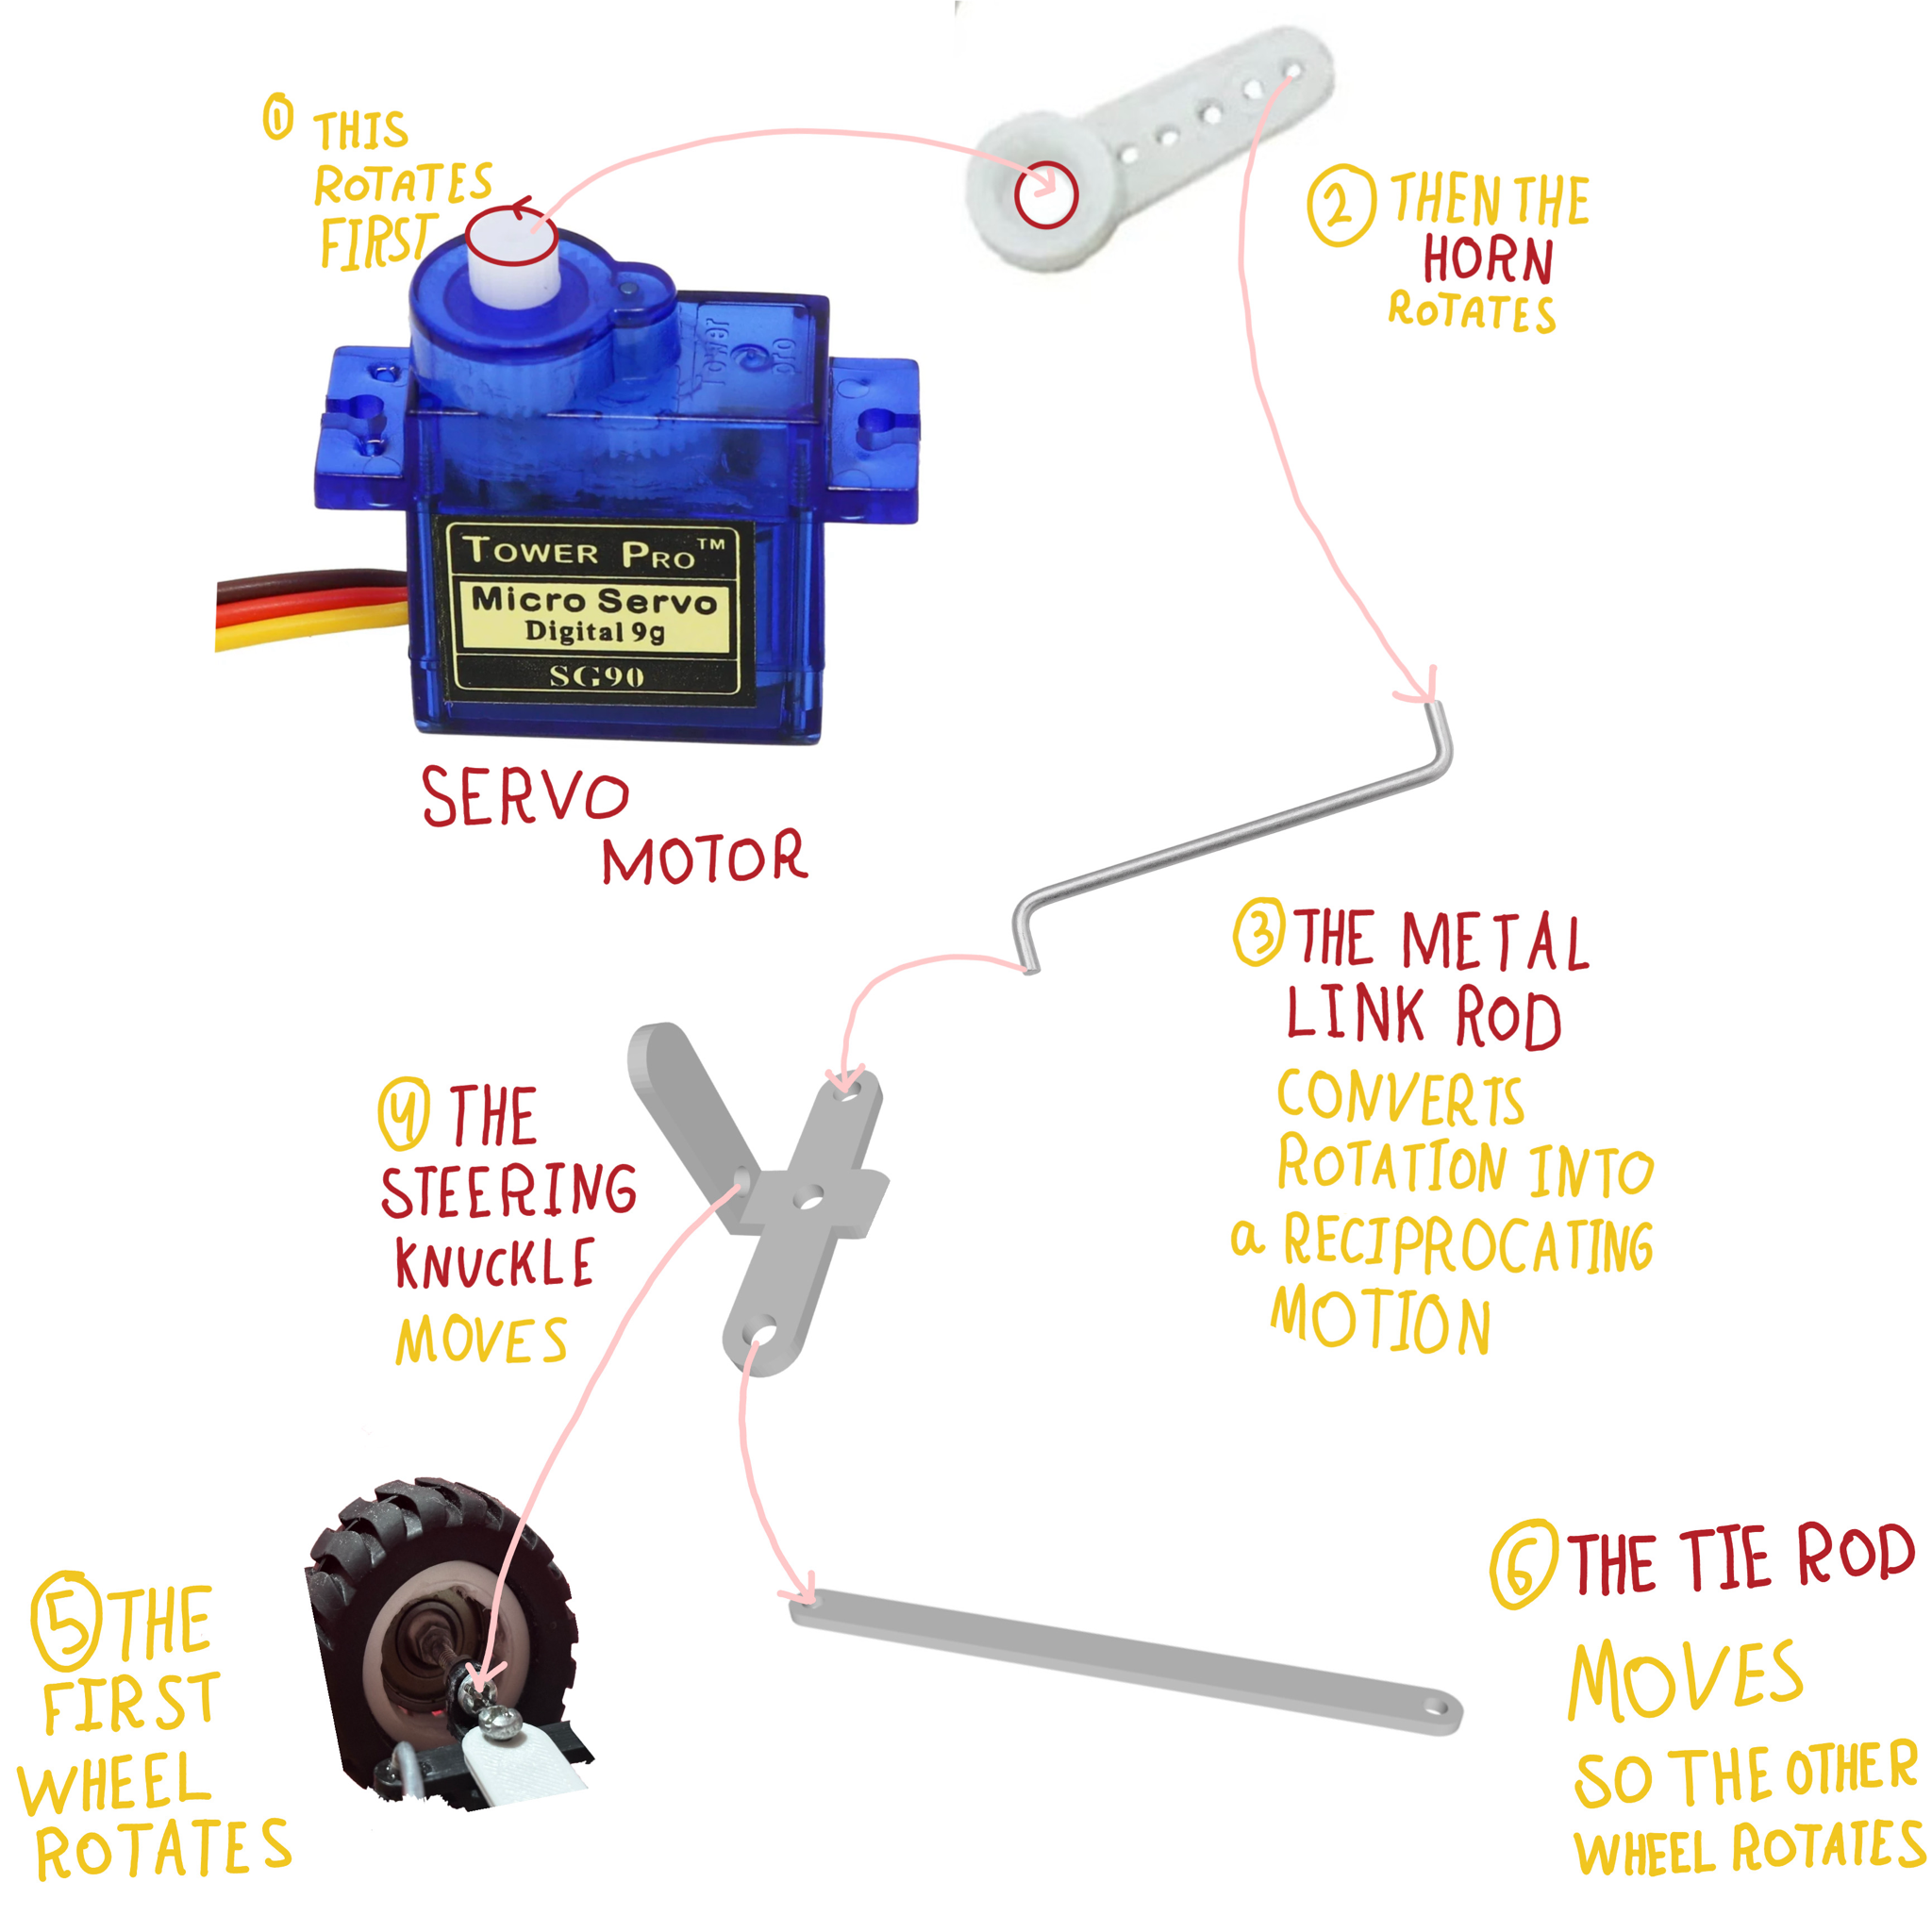 ① THIS
ROTATES
FIRST
② THEN THE
HORN
ROTATES
Tower
pro
TOWER PRO™
Micro Servo
Digital 9g
SG90
SERVO
MOTOR
③ THE METAL
LINK ROD
CONVERTS
ROTATION INTO
a RECIPROCATING
MOTION
④ THE
STEERING
KNUCKLE
MOVES
⑤ THE
FIRST
WHEEL
ROTATES
⑥ THE TIE ROD
MOVES
SO THE OTHER
WHEEL ROTATES